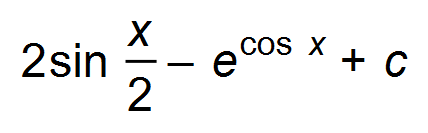 2sin x/2 – e^cos x + c